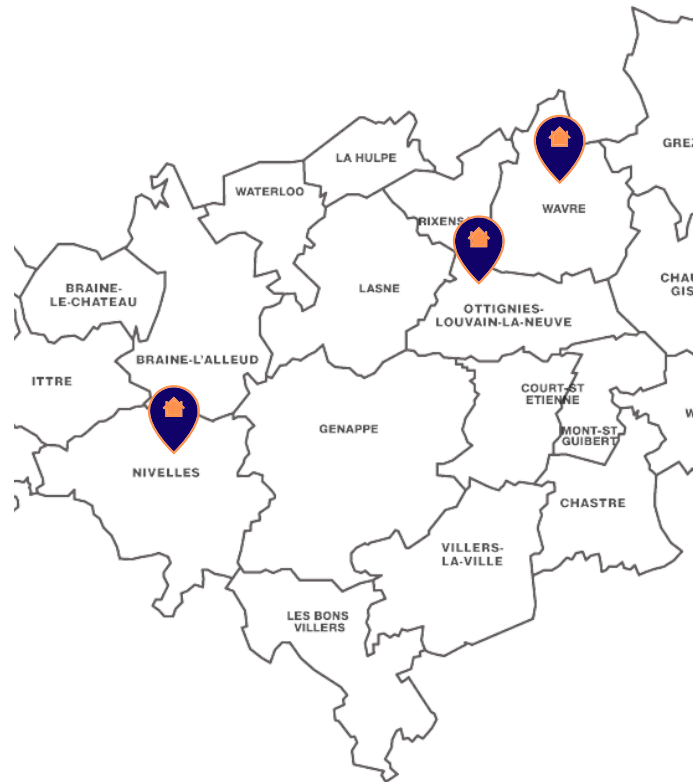 GREZ
LA HULPE
WATERLOO
WAVRE
RIXENS
CHAU
GIS
BRAINE-
LE-CHATEAU
LASNE
OTTIGNIES-
LOUVAIN-LA-NEUVE
BRAINE-L'ALLEUD
ITTRE
COURT-ST
ETIENNE
W
GENAPPE
MONT-ST
GUIBERT
NIVELLES
CHASTRE
VILLERS-
LA-VILLE
LES BONS
VILLERS